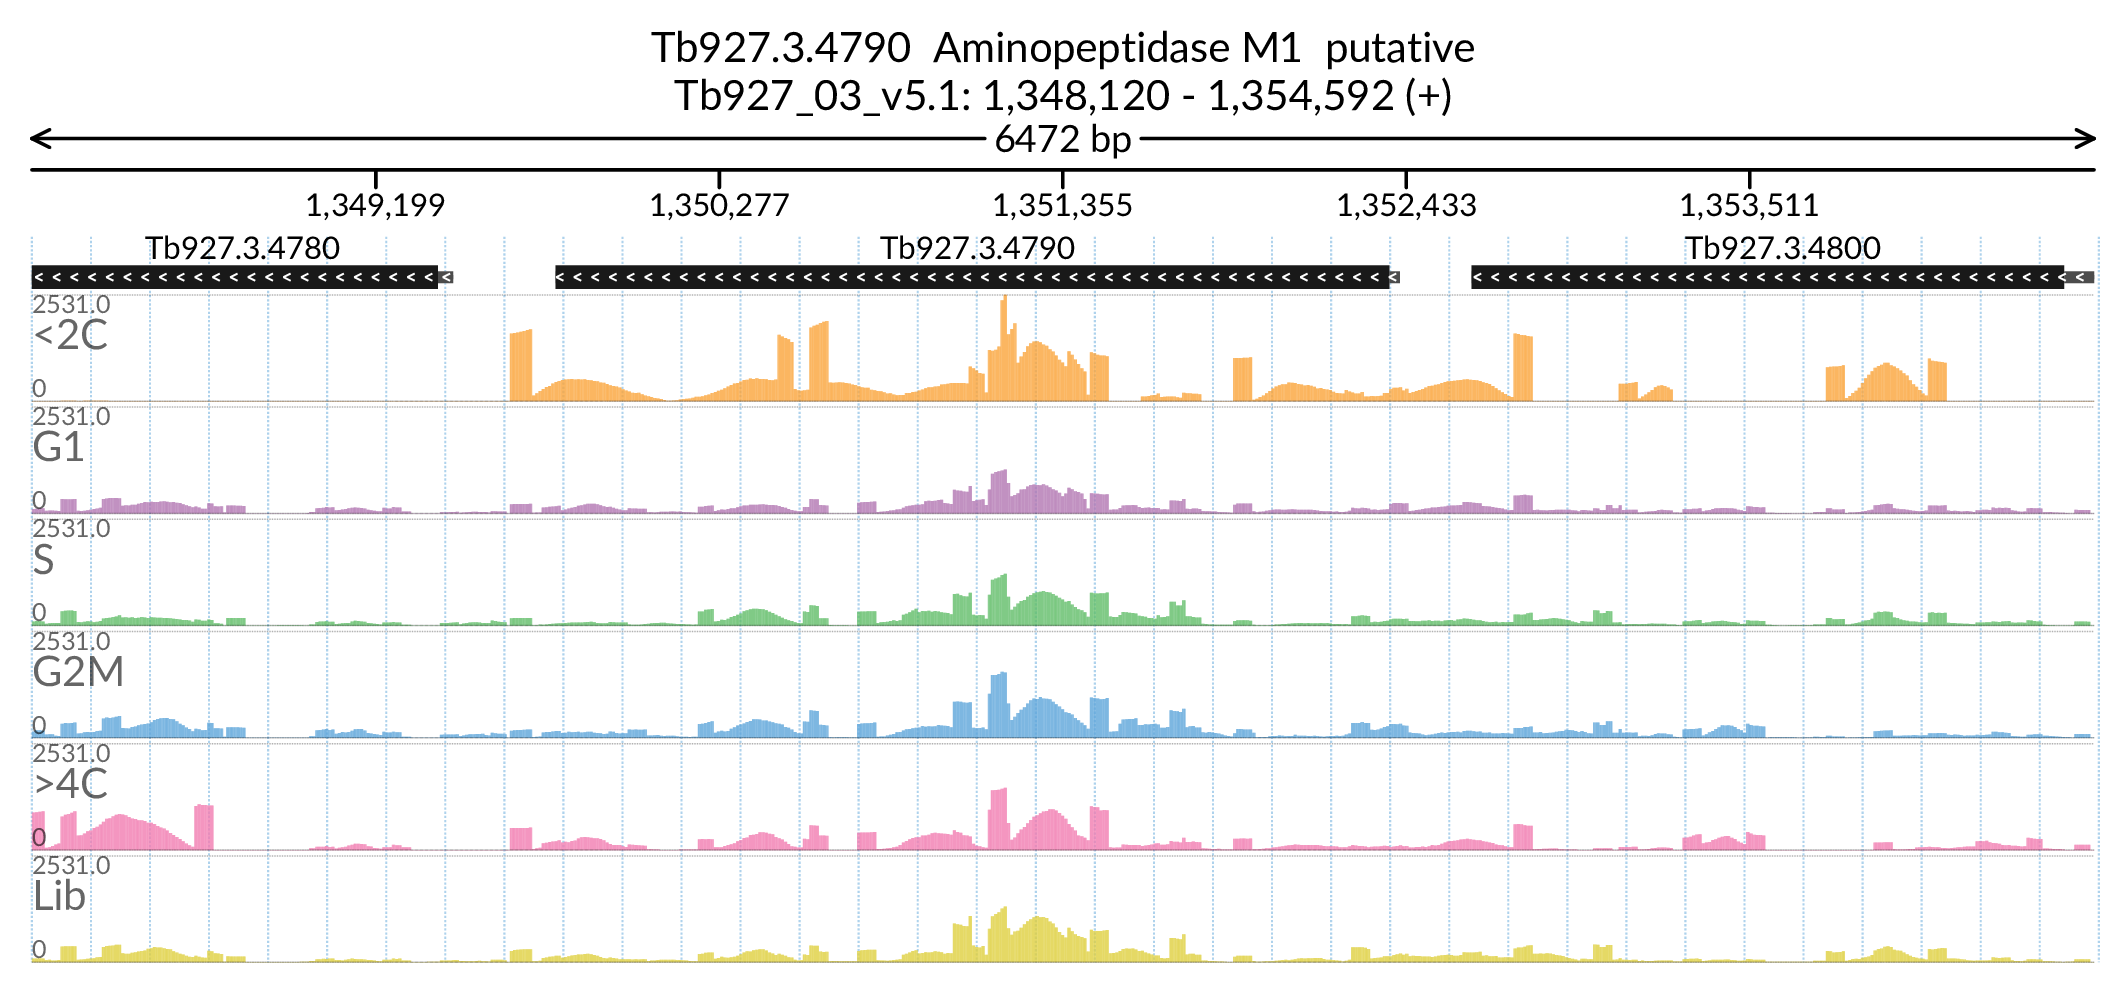 Tb927.3.4790  Aminopeptidase M1  putative
Tb927_03_v5.1: 1,348,120 - 1,354,592 (+)
6472 bp
1,349,199 1,350,277 1,351,355 1,352,433 1,353,511
Tb927.3.4780 Tb927.3.4790 Tb927.3.4800
2531.0
<2C
0
2531.0
G1
0
2531.0
S
0
2531.0
G2M
0
2531.0
>4C
0
2531.0
Lib
0